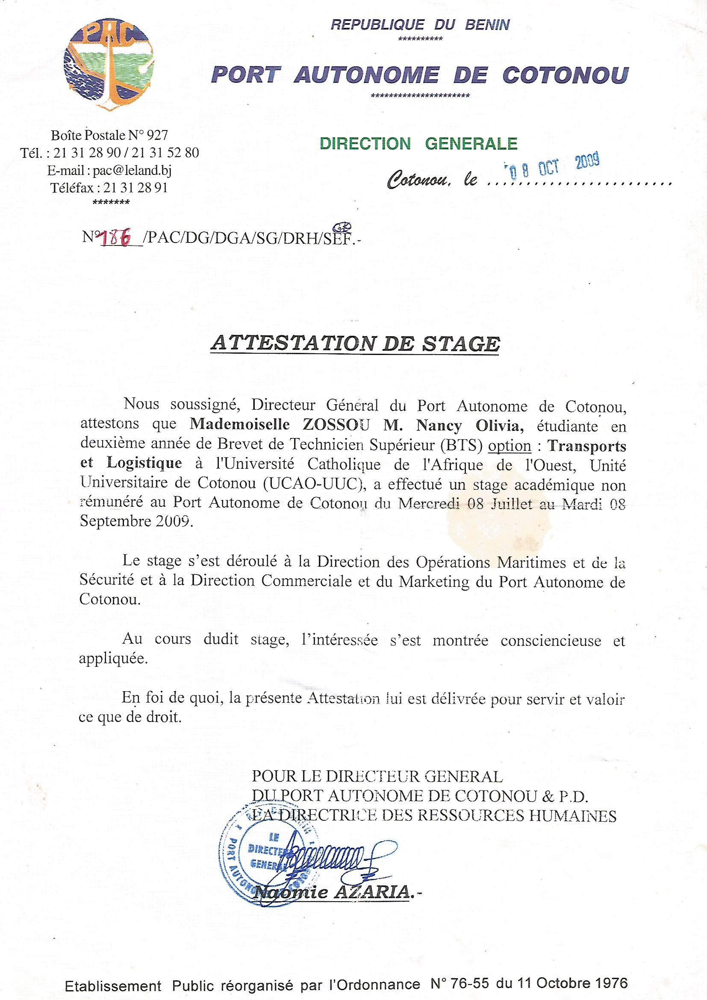 PAC
REPUBLIQUE DU BENIN
**********
PORT AUTONOME DE COTONOU
**********************
Boîte Postale N° 927
Tél. : 21 31 28 90 / 21 31 52 80
E-mail : pac@leland.bj
Téléfax : 21 31 28 91
*******
DIRECTION GENERALE
Cotonou, le 08 OCT 2009
N° 186 /PAC/DG/DGA/SG/DRH/SEF.-
ATTESTATION DE STAGE
Nous soussigné, Directeur Général du Port Autonome de Cotonou,
attestons que Mademoiselle ZOSSOU M. Nancy Olivia, étudiante en
deuxième année de Brevet de Technicien Supérieur (BTS) option : Transports
et Logistique à l'Université Catholique de l'Afrique de l'Ouest, Unité
Universitaire de Cotonou (UCAO-UUC), a effectué un stage académique non
rémunéré au Port Autonome de Cotonou du Mercredi 08 Juillet au Mardi 08
Septembre 2009.
Le stage s’est déroulé à la Direction des Opérations Maritimes et de la
Sécurité et à la Direction Commerciale et du Marketing du Port Autonome de
Cotonou.
Au cours dudit stage, l’intéressée s’est montrée consciencieuse et
appliquée.
En foi de quoi, la présente Attestation lui est délivrée pour servir et valoir
ce que de droit.
POUR LE DIRECTEUR GENERAL
DU PORT AUTONOME DE COTONOU & P.D.
LA DIRECTRICE DES RESSOURCES HUMAINES
LE
DIRECTEUR
GENERAL
PORT AUTONOME
Naomie AZARIA.-
Etablissement Public réorganisé par l’Ordonnance N° 76-55 du 11 Octobre 1976